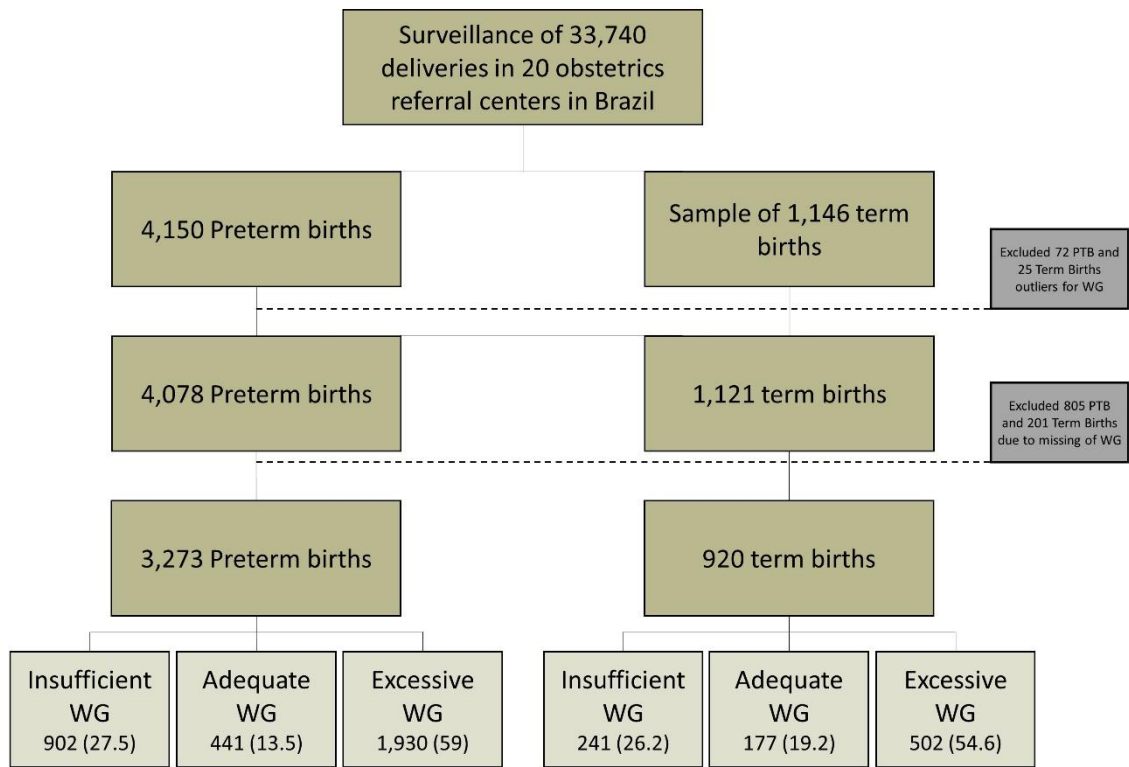 Surveillance of 33,740
deliveries in 20 obstetrics
referral centers in Brazil
4,150 Preterm births
Sample of 1,146 term
births
Excluded 72 PTB and
25 Term Births
outliers for WG
4,078 Preterm births
1,121 term births
Excluded 805 PTB
and 201 Term Births
due to missing of WG
3,273 Preterm births
920 term births
Insufficient
WG
902 (27.5)
Adequate
WG
441 (13.5)
Excessive
WG
1,930 (59)
Insufficient
WG
241 (26.2)
Adequate
WG
177 (19.2)
Excessive
WG
502 (54.6)